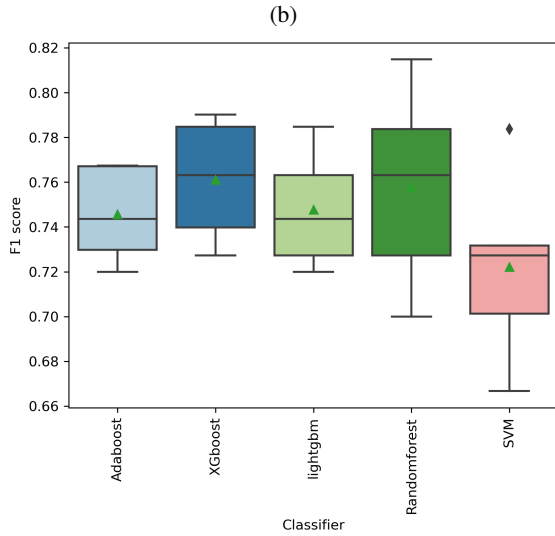 (b)
0.82
0.80
0.78
0.76
0.74
0.72
0.70
0.68
0.66
F1 score
Adaboost
XGboost
lightgbm
Randomforest
SVM
Classifier